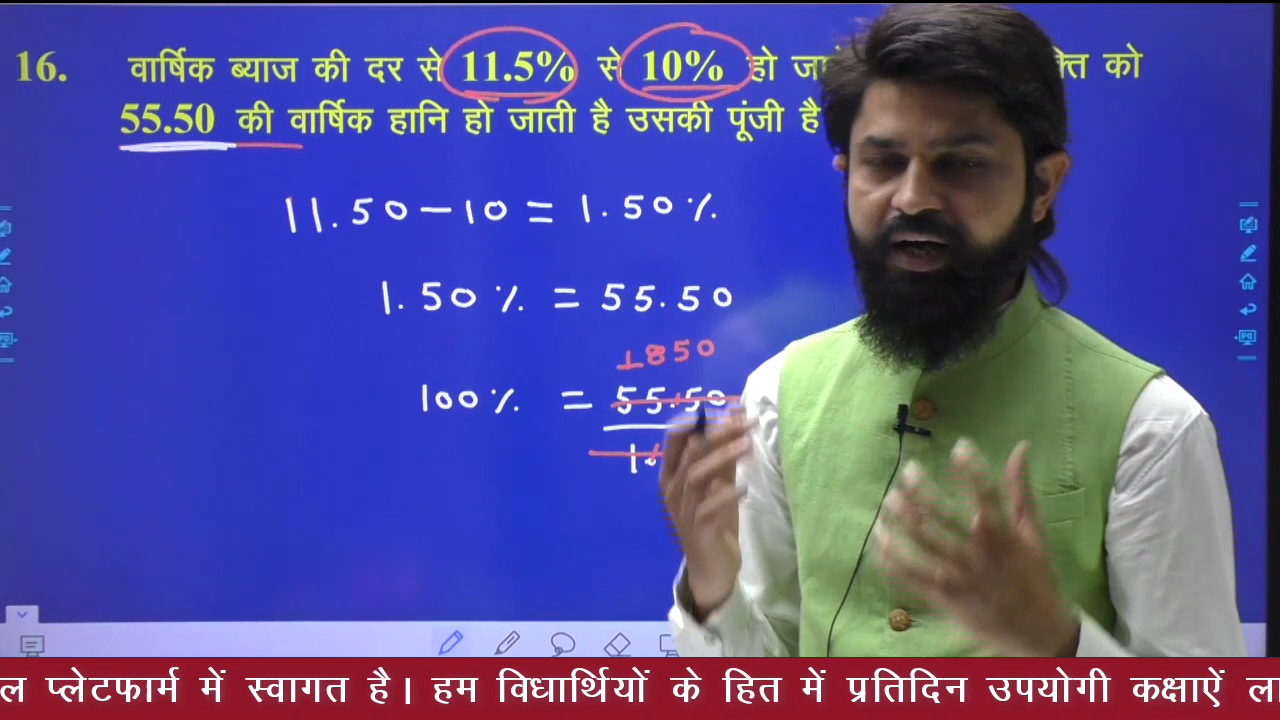 16. वार्षिक ब्याज की दर से 11.5% से 10% हो को
55.50 की वार्षिक हानि हो जाती है उसकी पूंजी है
11.50 - 10 = 1.50%
1.50% = 55.50
1850
100% = 55.50
प्लेटफार्म में स्वागत है। हम विधार्थियों के हित में प्रतिदिन उपयोगी कक्षाऐं